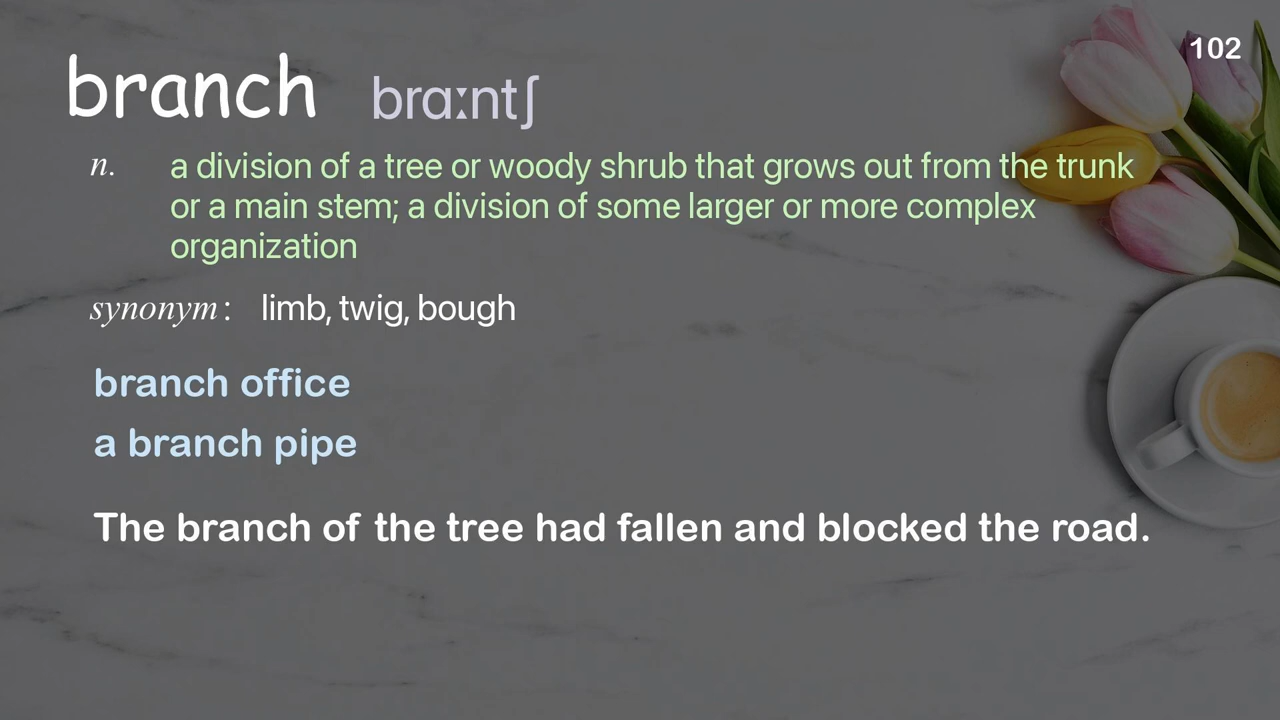 102
branch brɑːntʃ
n. a division of a tree or woody shrub that grows out from the trunk
or a main stem; a division of some larger or more complex
organization
synonym: limb, twig, bough
branch office
a branch pipe
The branch of the tree had fallen and blocked the road.